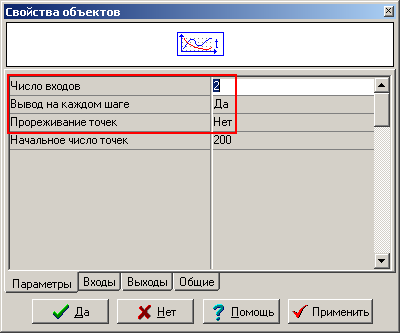 Свойства объектов
t
Число входов 2
Вывод на каждом шаге Да
Прореживание точек Нет
Начальное число точек 200
Параметры Входы Выходы Общие
Да Нет ? Помощь Применить